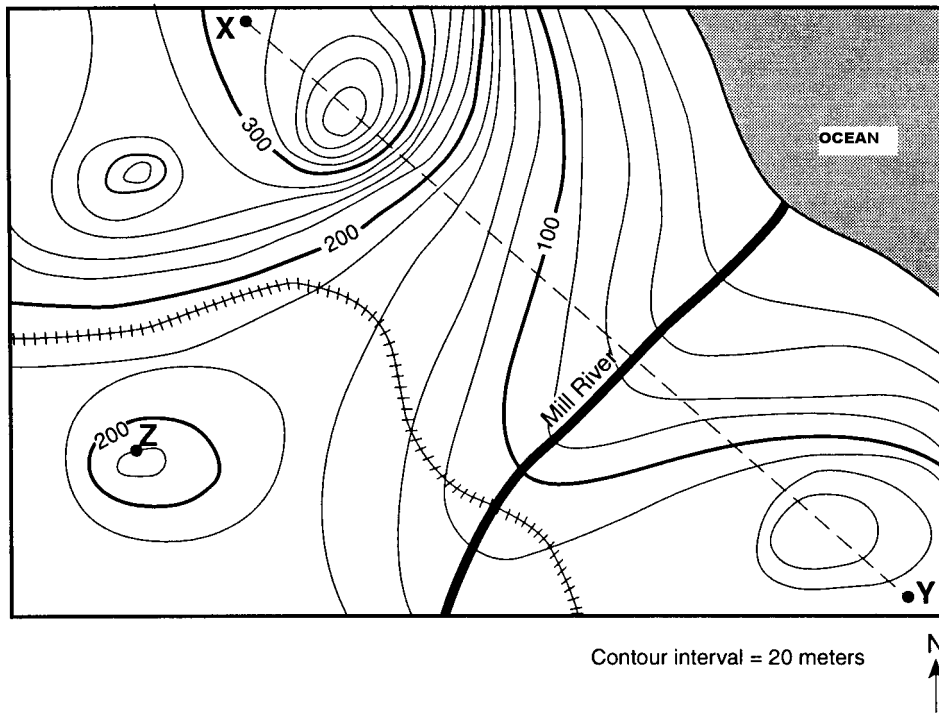 X
OCEAN
300
200
100
Mill River
200
Z
Y
Contour interval = 20 meters
N